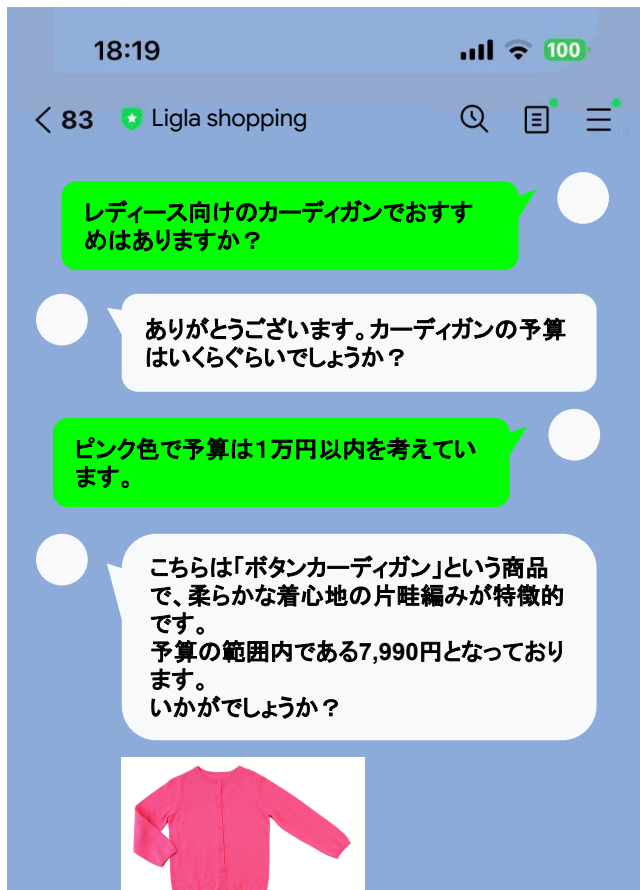 18:19
100
83
Ligla shopping
レディース向けのカーディガンでおすす
めはありますか？
ありがとうございます。カーディガンの予算
はいくらぐらいでしょうか？
ピンク色で予算は１万円以内を考えてい
ます。
こちらは「ボタンカーディガン」という商品
で、柔らかな着心地の片畦編みが特徴的
です。
予算の範囲内である7,990円となっており
ます。
いかがでしょうか？